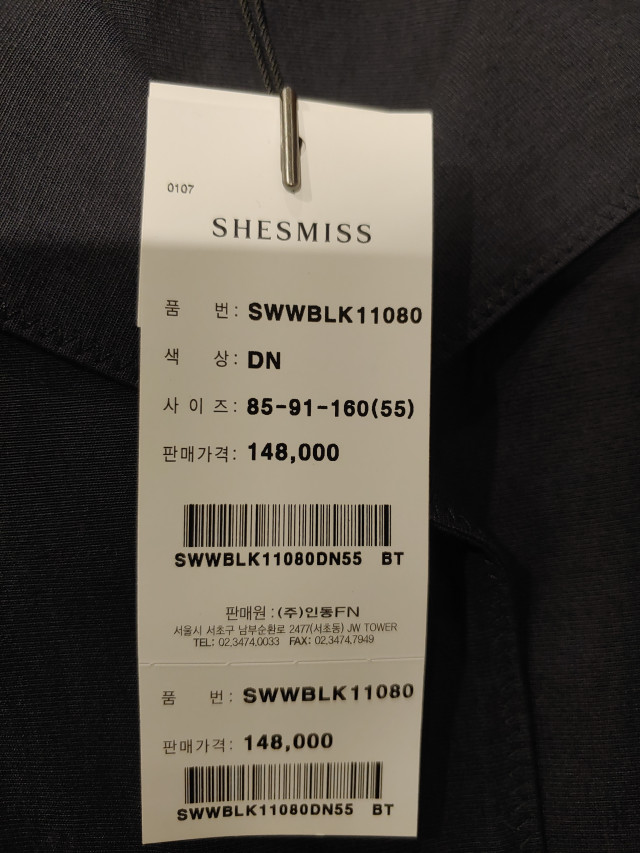 0107
SHESMISS
품 번: SWWBLK11080
색 상: DN
사 이 즈: 85-91-160(55)
판매가격: 148,000
SWWBLK11080DN55 BT
판매원 : (주)인동FN
서울시 서초구 남부순환로 2477(서초동) JW TOWER
TEL: 02.3474.0033 FAX: 02.3474.7949
품 번: SWWBLK11080
판매가격: 148,000
SWWBLK11080DN55 BT